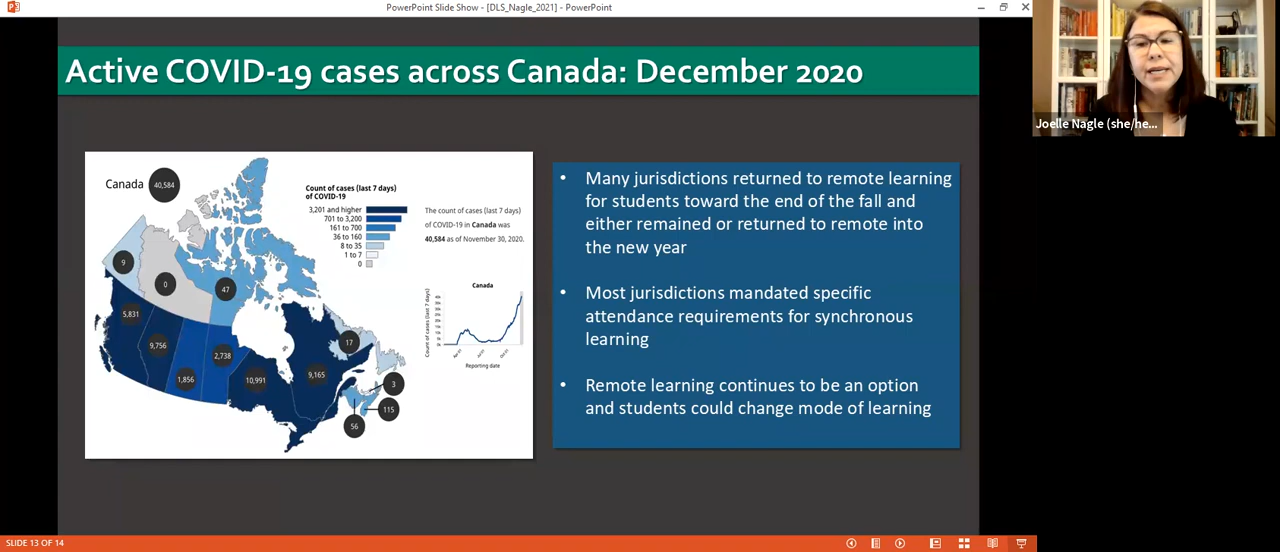 PowerPoint Slide Show - [DLS_Nagle_2021] - PowerPoint
Active COVID-19 cases across Canada: December 2020
Joelle Nagle (she/he...
Canada 40,584
Count of cases (last 7 days)
of COVID-19
3,201 and higher
701 to 3,200
161 to 700
36 to 160
8 to 35
1 to 7
0
The count of cases (last 7 days)
of COVID-19 in Canada was
40,584 as of November 30, 2020.
9
0
47
5,831
9,756
1,856
2,738
10,991
9,165
17
3
115
56
Canada
Count of cases (last 7 days)
Reporting date
• Many jurisdictions returned to remote learning
for students toward the end of the fall and
either remained or returned to remote into
the new year
• Most jurisdictions mandated specific
attendance requirements for synchronous
learning
• Remote learning continues to be an option
and students could change mode of learning
SLIDE 13 OF 14